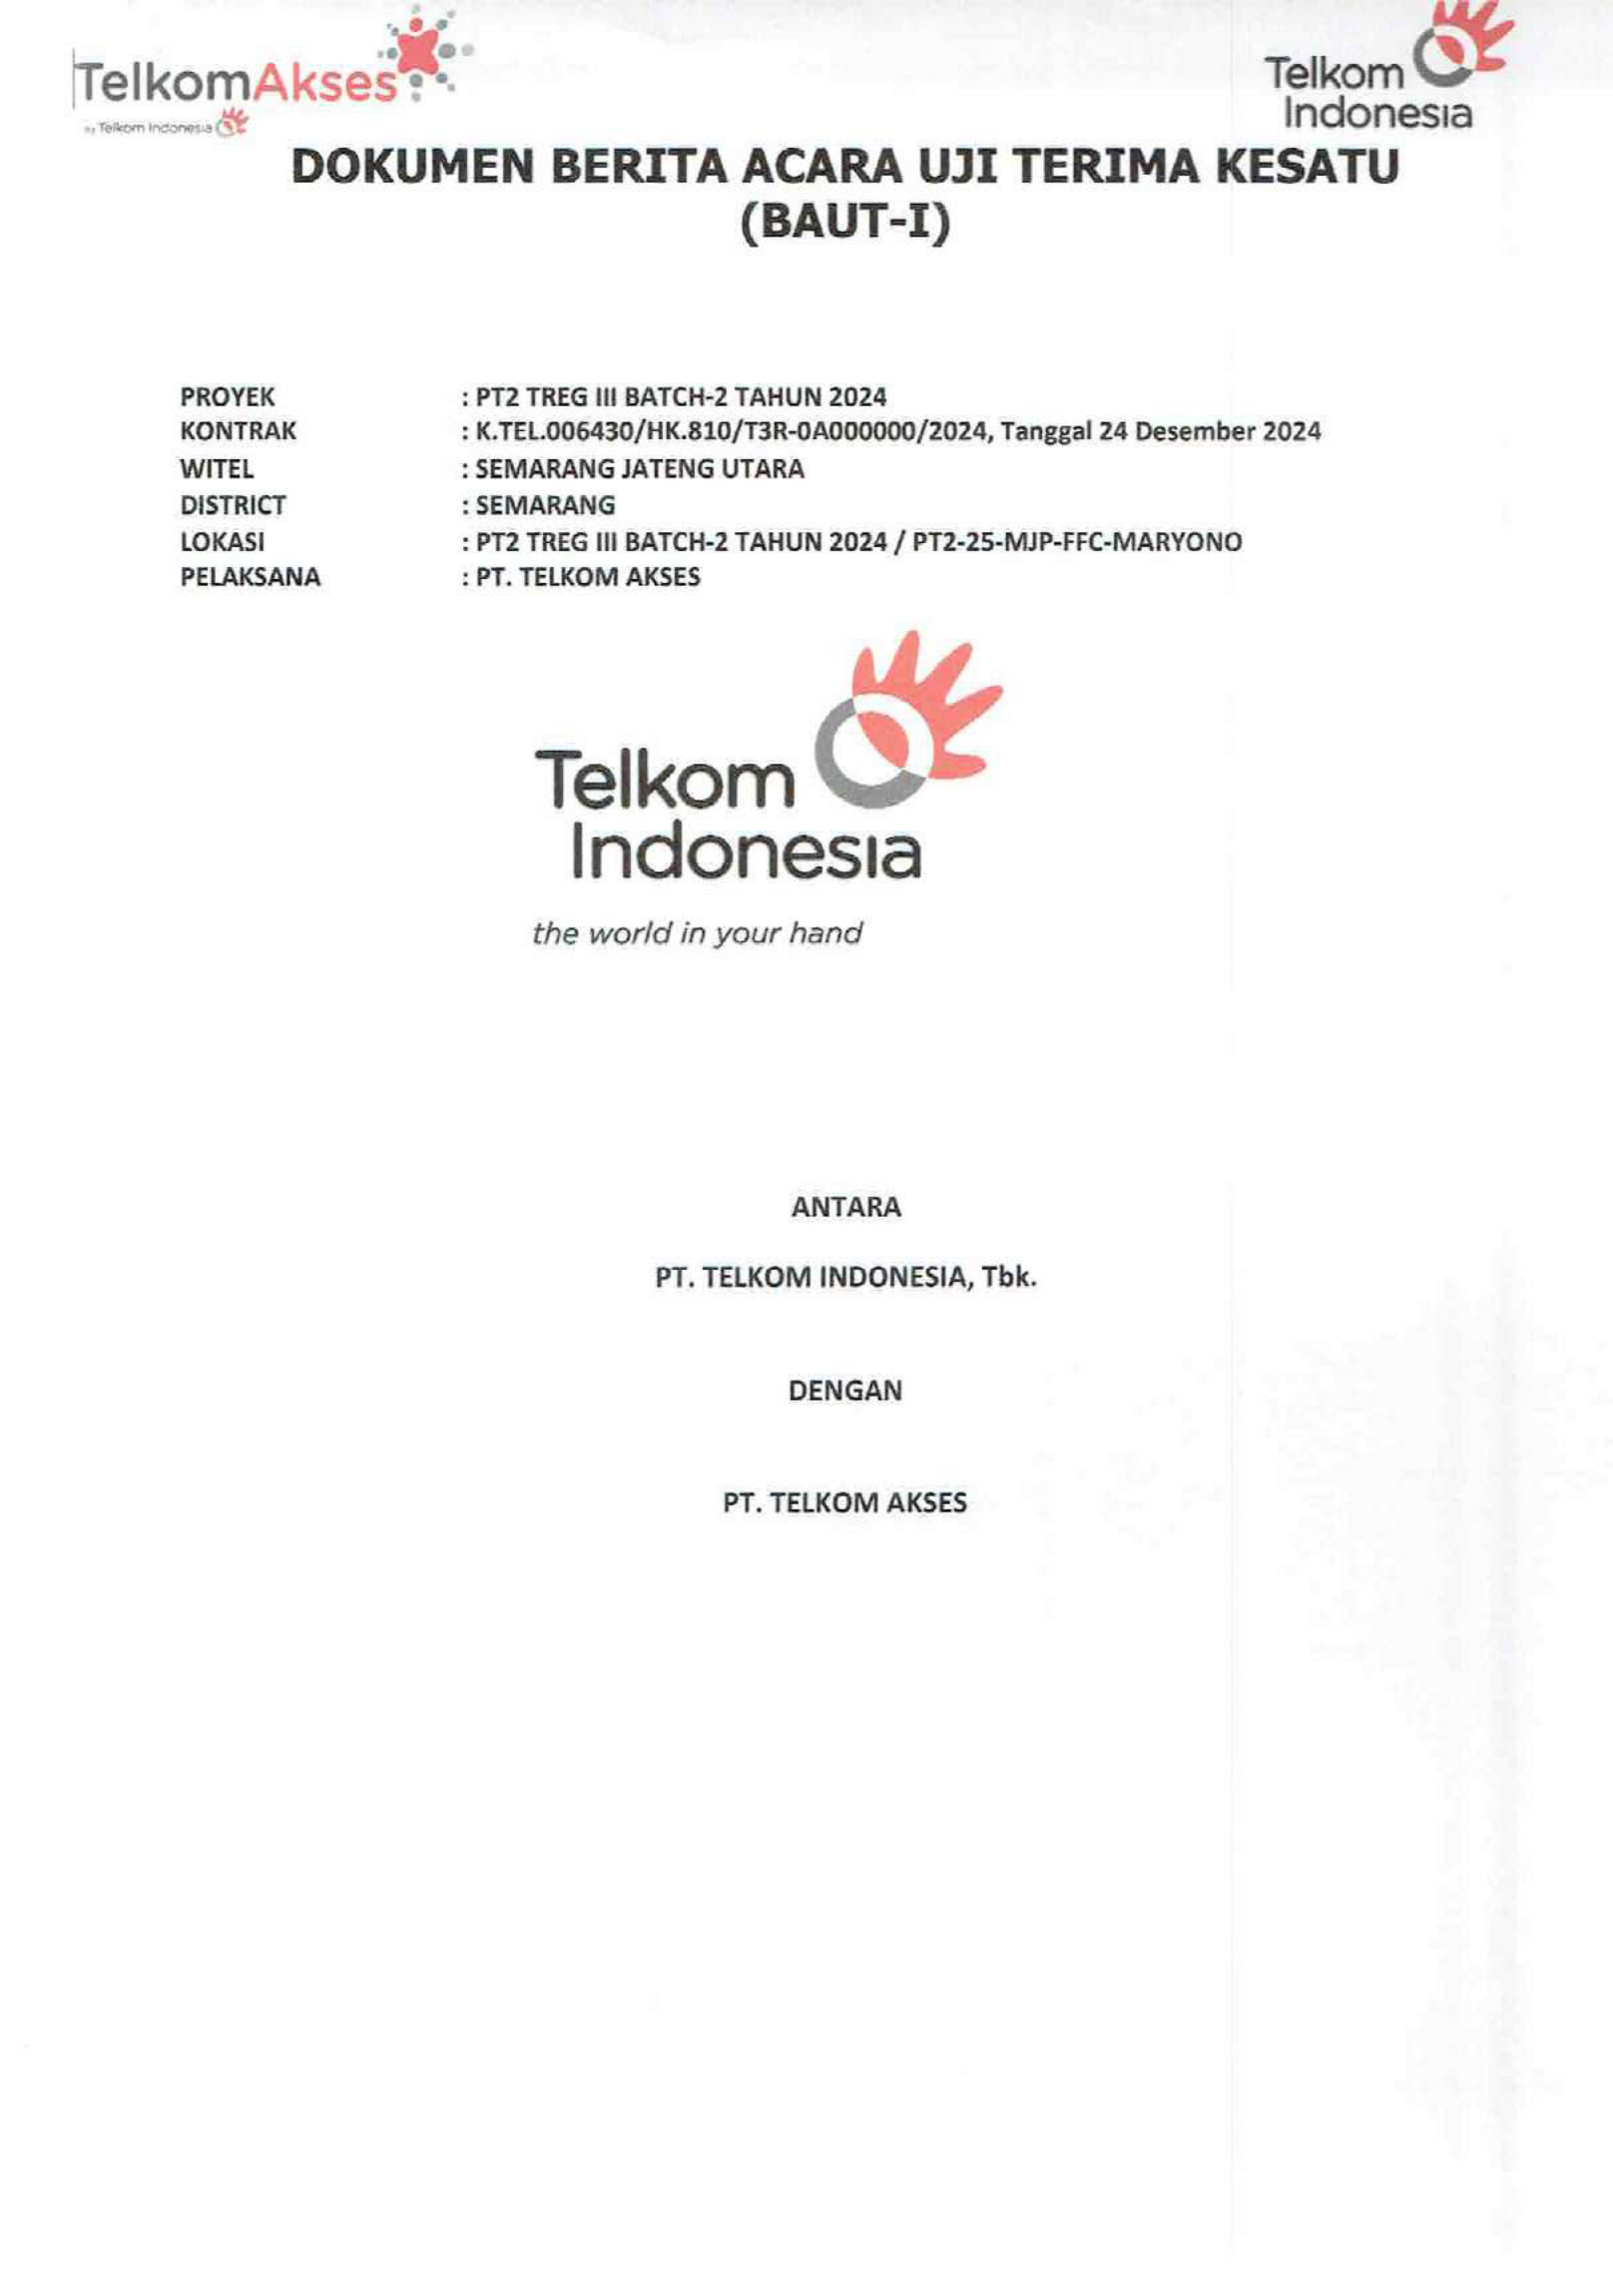 TelkomAkses
by Telkom Indonesia
Telkom
Indonesia
DOKUMEN BERITA ACARA UJI TERIMA KESATU
(BAUT-I)
PROYEK : PT2 TREG III BATCH-2 TAHUN 2024
KONTRAK : K.TEL.006430/HK.810/T3R-0A000000/2024, Tanggal 24 Desember 2024
WITEL : SEMARANG JATENG UTARA
DISTRICT : SEMARANG
LOKASI : PT2 TREG III BATCH-2 TAHUN 2024 / PT2-25-MJP-FFC-MARYONO
PELAKSANA : PT. TELKOM AKSES
Telkom
Indonesia
the world in your hand
ANTARA
PT. TELKOM INDONESIA, Tbk.
DENGAN
PT. TELKOM AKSES